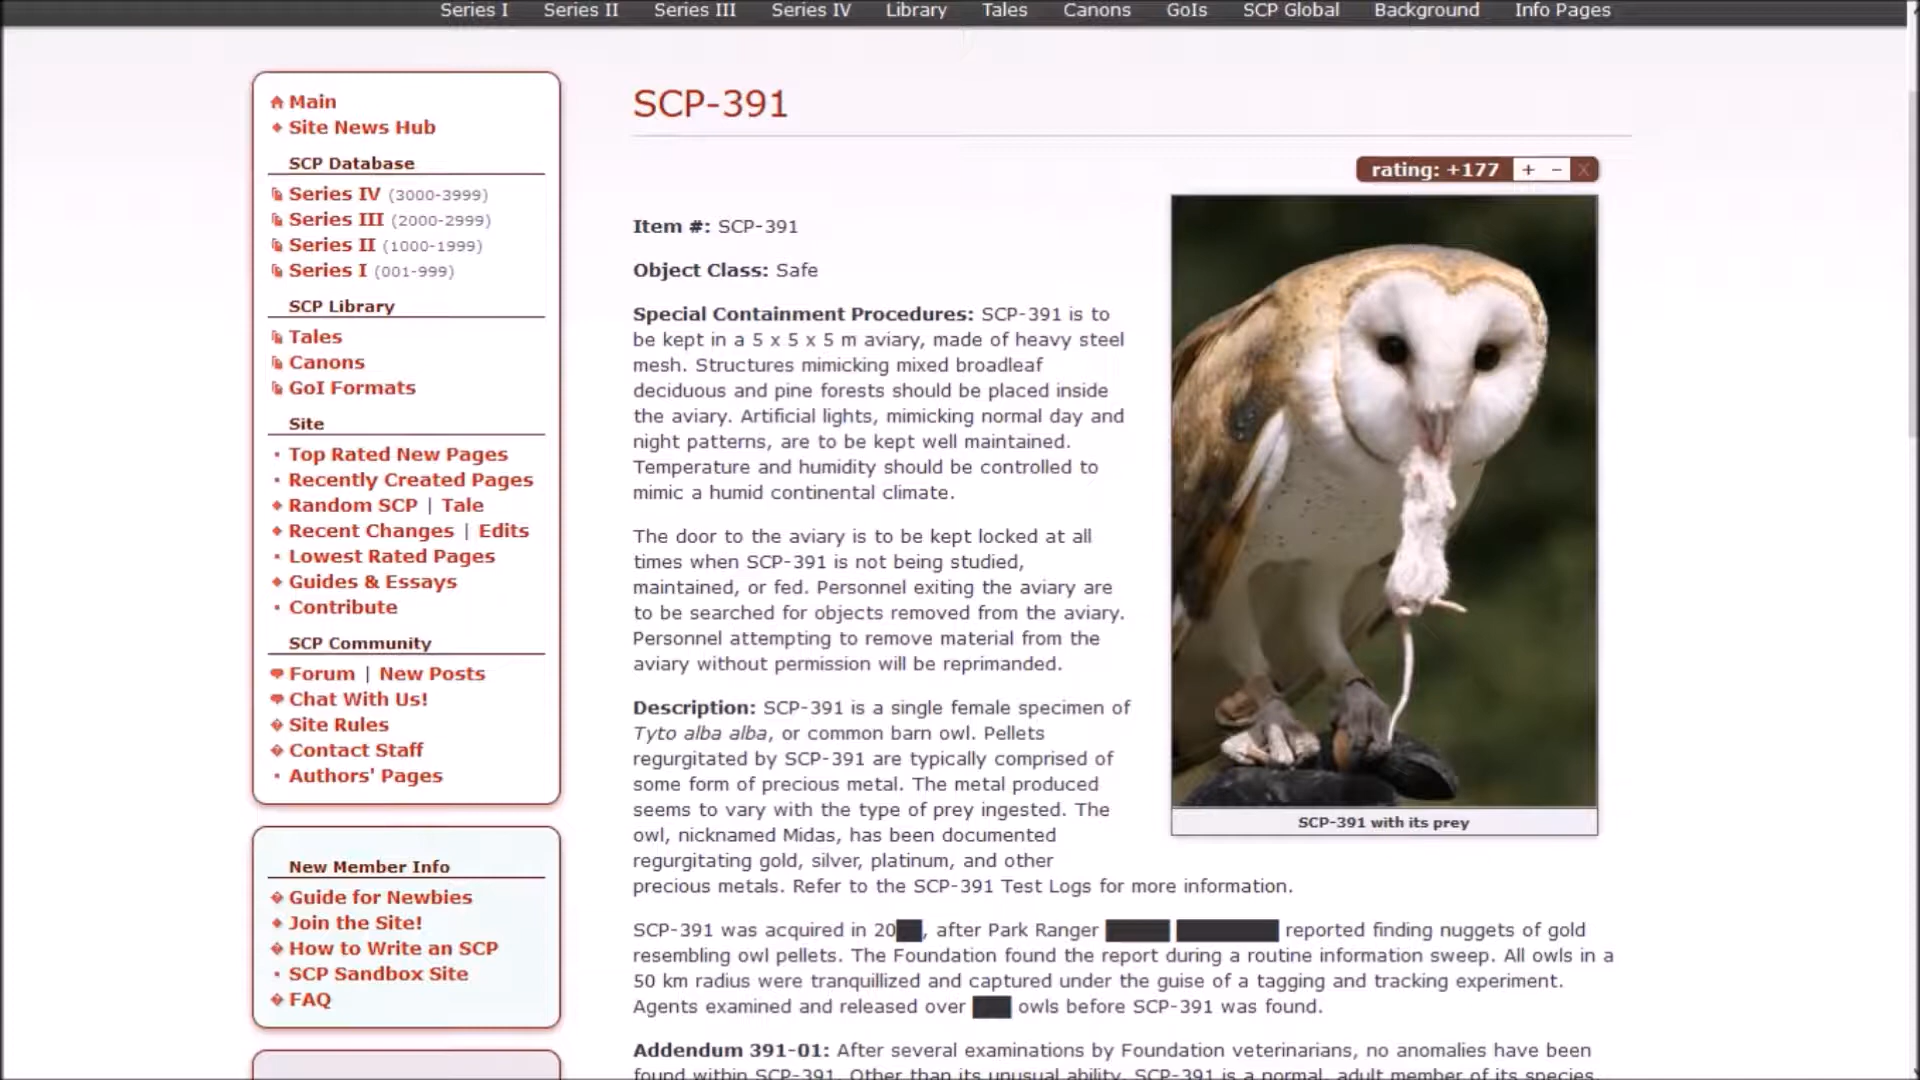 Series I Series II Series III Series IV Library Tales Canons GoIs SCP Global Background Info Pages
Main
Site News Hub
SCP Database
Series IV (3000-3999)
Series III (2000-2999)
Series II (1000-1999)
Series I (001-999)
SCP Library
Tales
Canons
GoI Formats
Site
Top Rated New Pages
Recently Created Pages
Random SCP | Tale
Recent Changes | Edits
Lowest Rated Pages
Guides & Essays
Contribute
SCP Community
Forum | New Posts
Chat With Us!
Site Rules
Contact Staff
Authors' Pages
New Member Info
Guide for Newbies
Join the Site!
How to Write an SCP
SCP Sandbox Site
FAQ
SCP-391
rating: +177 + – X
Item #: SCP-391
Object Class: Safe
Special Containment Procedures: SCP-391 is to
be kept in a 5 x 5 x 5 m aviary, made of heavy steel
mesh. Structures mimicking mixed broadleaf
deciduous and pine forests should be placed inside
the aviary. Artificial lights, mimicking normal day and
night patterns, are to be kept well maintained.
Temperature and humidity should be controlled to
mimic a humid continental climate.
The door to the aviary is to be kept locked at all
times when SCP-391 is not being studied,
maintained, or fed. Personnel exiting the aviary are
to be searched for objects removed from the aviary.
Personnel attempting to remove material from the
aviary without permission will be reprimanded.
Description: SCP-391 is a single female specimen of
Tyto alba alba, or common barn owl. Pellets
regurgitated by SCP-391 are typically comprised of
some form of precious metal. The metal produced
seems to vary with the type of prey ingested. The
owl, nicknamed Midas, has been documented
regurgitating gold, silver, platinum, and other
precious metals. Refer to the SCP-391 Test Logs for more information.
SCP-391 with its prey
SCP-391 was acquired in 20██, after Park Ranger █████ ████████ reported finding nuggets of gold
resembling owl pellets. The Foundation found the report during a routine information sweep. All owls in a
50 km radius were tranquillized and captured under the guise of a tagging and tracking experiment.
Agents examined and released over ███ owls before SCP-391 was found.
Addendum 391-01: After several examinations by Foundation veterinarians, no anomalies have been
found within SCP-391. Other than its unusual ability, SCP-391 is a normal, adult member of its species.